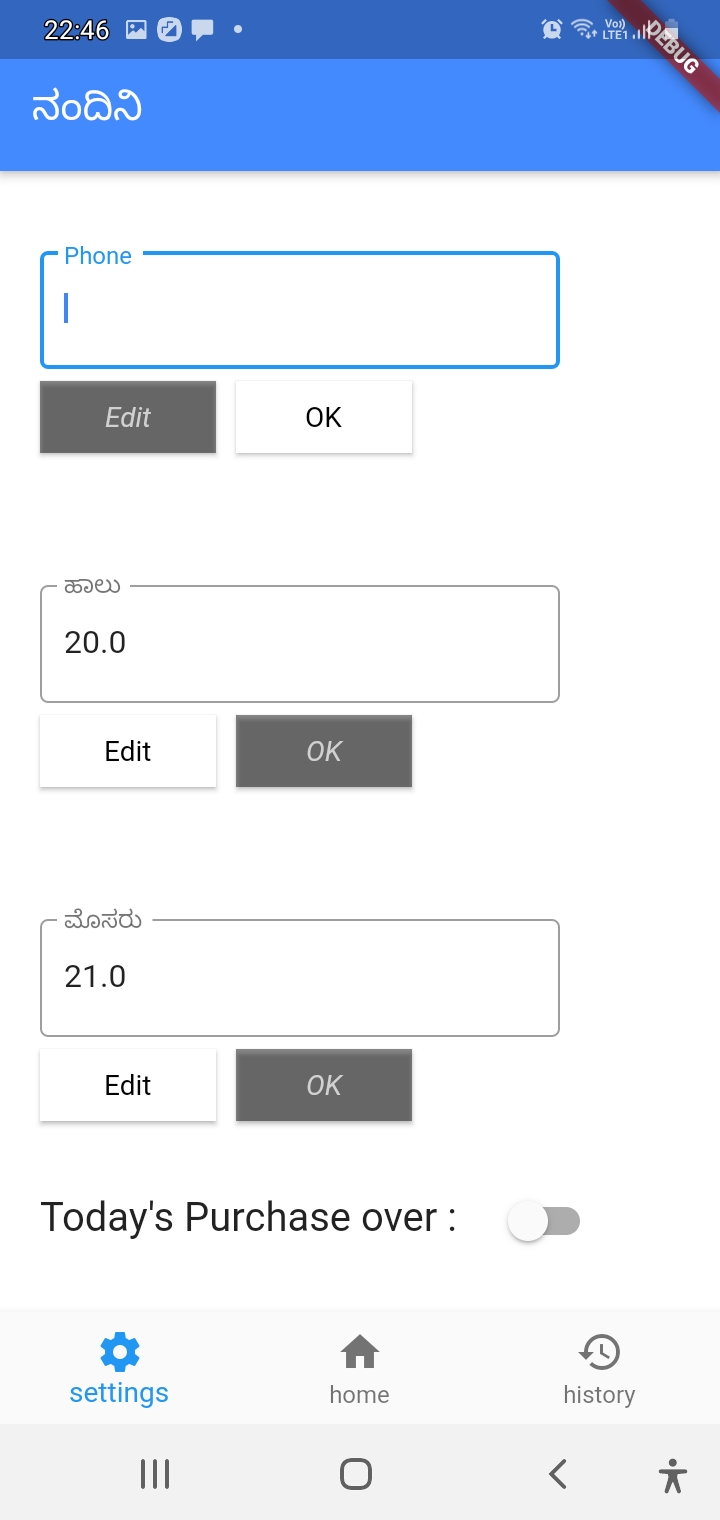 22:46
Vo))
LTE1
DEBUG
ನಂದಿನಿ
Phone
Edit OK
ಹಾಲು
20.0
Edit OK
ಮೊಸರು
21.0
Edit OK
Today's Purchase over :
settings home history